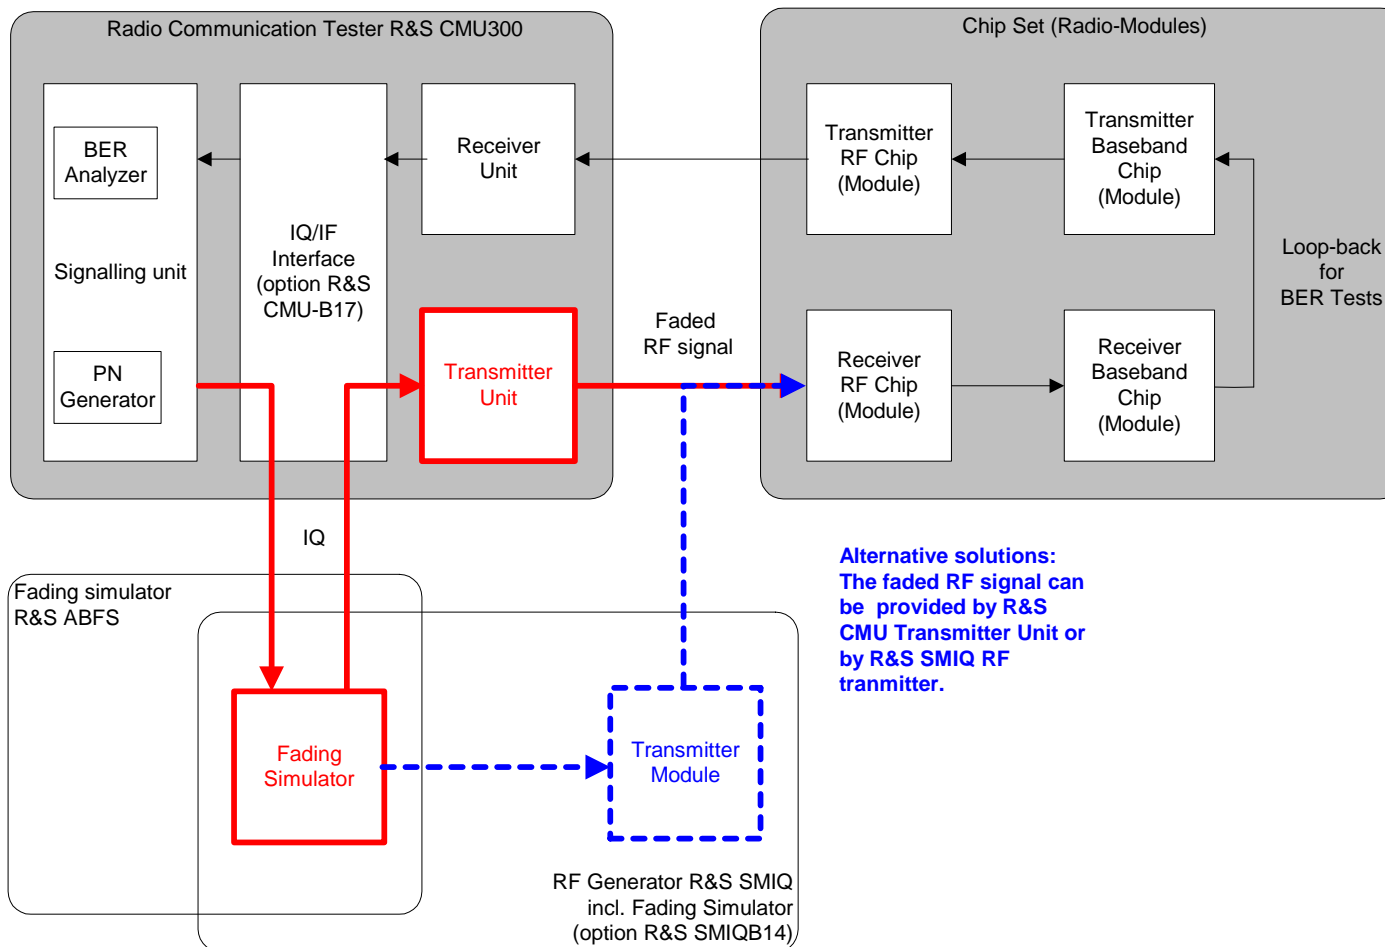 Radio Communication Tester R&S CMU300
Chip Set (Radio-Modules)
BER
Analyzer
Signalling unit
PN
Generator
IQ/IF
Interface
(option R&S
CMU-B17)
Receiver
Unit
Transmitter
Unit
Faded
RF signal
Transmitter
RF Chip
(Module)
Transmitter
Baseband
Chip
(Module)
Loop-back
for
BER Tests
Receiver
RF Chip
(Module)
Receiver
Baseband
Chip
(Module)
IQ
Fading simulator
R&S ABFS
Fading
Simulator
Transmitter
Module
Alternative solutions:
The faded RF signal can
be provided by R&S
CMU Transmitter Unit or
by R&S SMIQ RF
tranmitter.
RF Generator R&S SMIQ
incl. Fading Simulator
(option R&S SMIQB14)